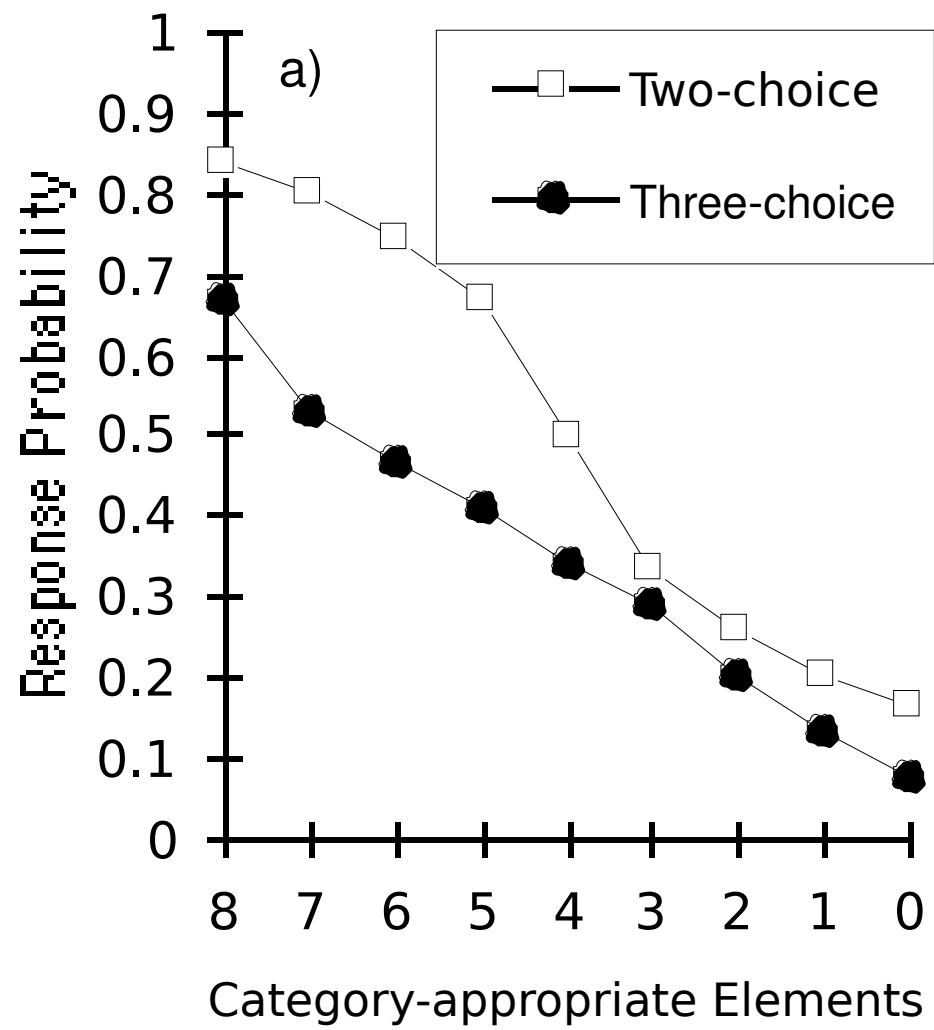 a)
Two-choice
Three-choice
Response Probability
1
0.9
0.8
0.7
0.6
0.5
0.4
0.3
0.2
0.1
0
8 7 6 5 4 3 2 1 0
Category-appropriate Elements